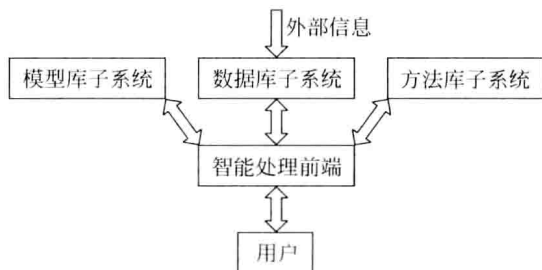 外部信息
模型库子系统
数据库子系统
方法库子系统
智能处理前端
用户